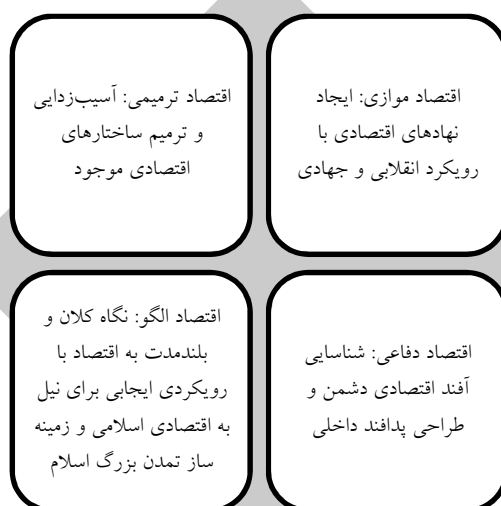 اقتصاد موازی: ایجاد
نهادهای اقتصادی با
رویکرد انقلابی و جهادی
اقتصاد ترمیمی: آسیب‌زدایی
و ترمیم ساختارهای
اقتصادی موجود
اقتصاد دفاعی: شناسایی
آفند اقتصادی دشمن و
طراحی پدافند داخلی
اقتصاد الگو: نگاه کلان و
بلندمدت به اقتصاد با
رویکردی ایجابی برای نیل
به اقتصادی اسلامی و زمینه
ساز تمدن بزرگ اسلام